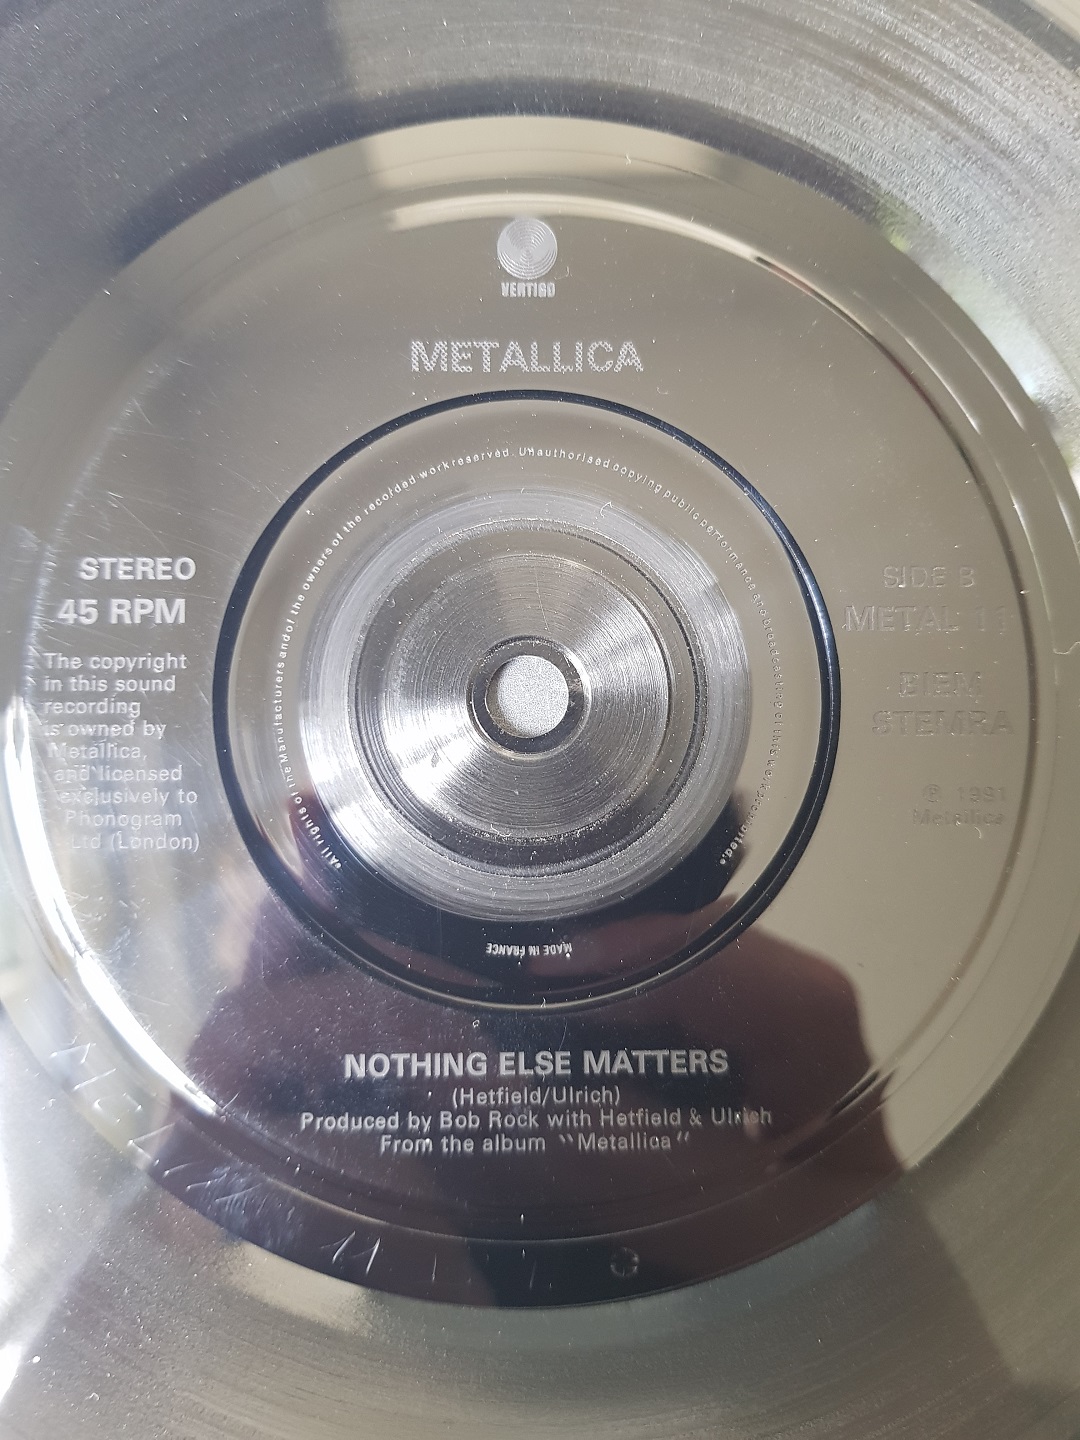 VERTIGO
METALLICA
STEREO
45 RPM
The copyright
in this sound
recording
is owned by
Metallica,
and licensed
exclusively to
Phonogram
Ltd (London)
SIDE B
METAL 11
BIEM
STEMRA
℗ 1991
Metallica
•All rights of the Manufacturers and of the owners of the recorded work reserved. Unauthorised copying public performance and broadcasting of this work prohibited.•
MADE IN FRANCE
NOTHING ELSE MATTERS
(Hetfield/Ulrich)
Produced by Bob Rock with Hetfield & Ulrich
From the album "Metallica"
11